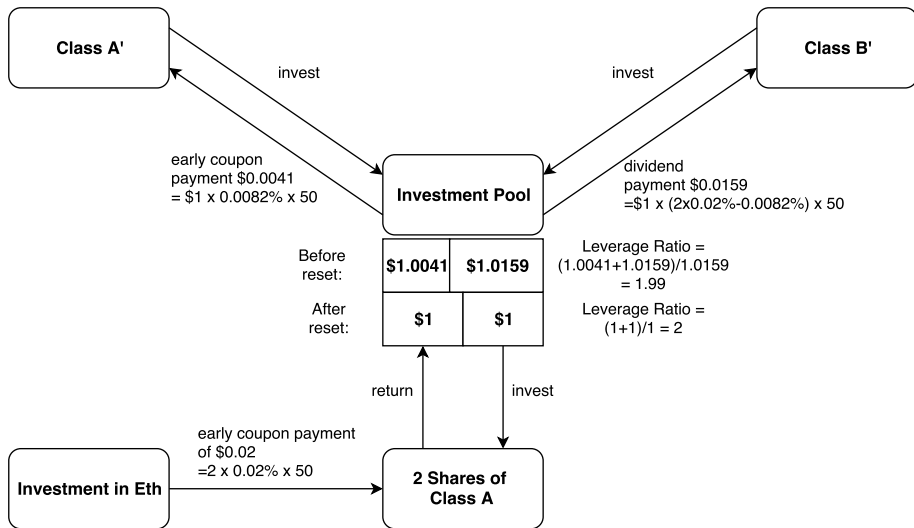 Class A'
Class B'
invest
invest
early coupon
payment $0.0041
= $1 x 0.0082% x 50
dividend
payment $0.0159
=$1 x (2x0.02%-0.0082%) x 50
Investment Pool
Before
reset:
$1.0041
$1.0159
Leverage Ratio =
(1.0041+1.0159)/1.0159
= 1.99
After
reset:
$1
$1
Leverage Ratio =
(1+1)/1 = 2
return
invest
early coupon payment
of $0.02
=2 x 0.02% x 50
Investment in Eth
2 Shares of
Class A